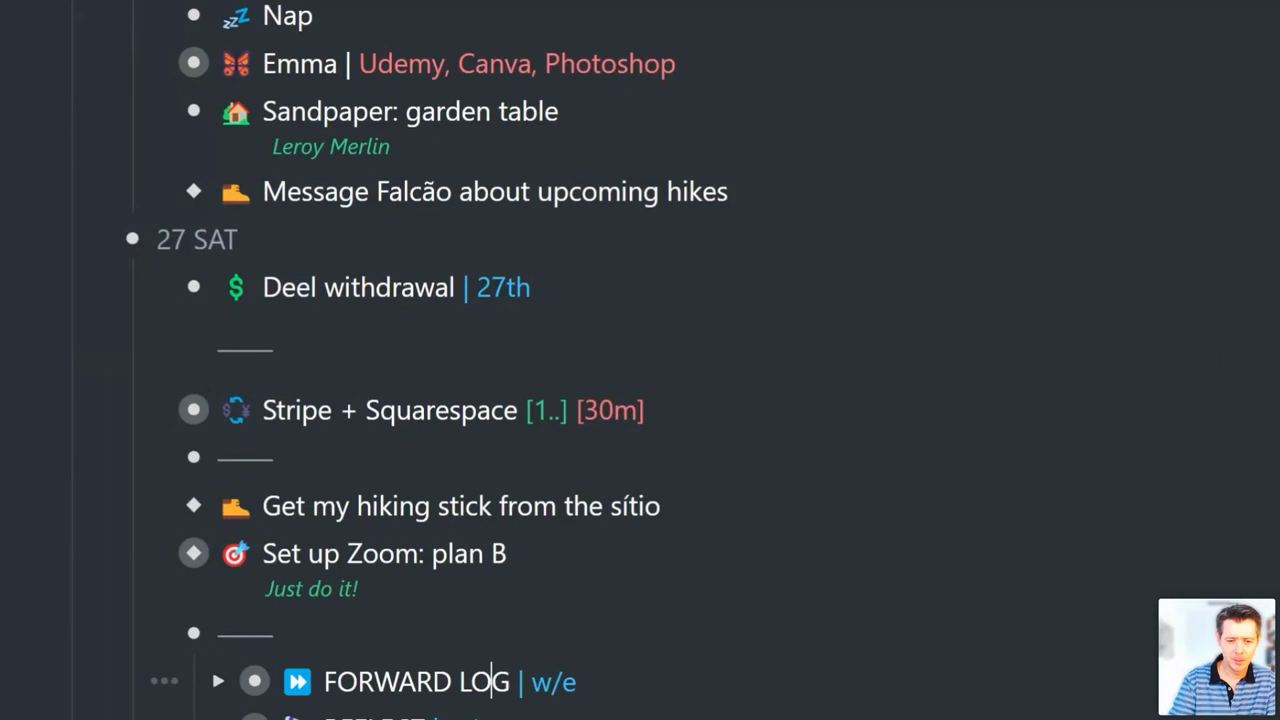 Nap
Emma | Udemy, Canva, Photoshop
Sandpaper: garden table
Leroy Merlin
Message Falcão about upcoming hikes
27 SAT
Deel withdrawal | 27th
Stripe + Squarespace [1..] [30m]
Get my hiking stick from the sítio
Set up Zoom: plan B
Just do it!
FORWARD LOG | w/e